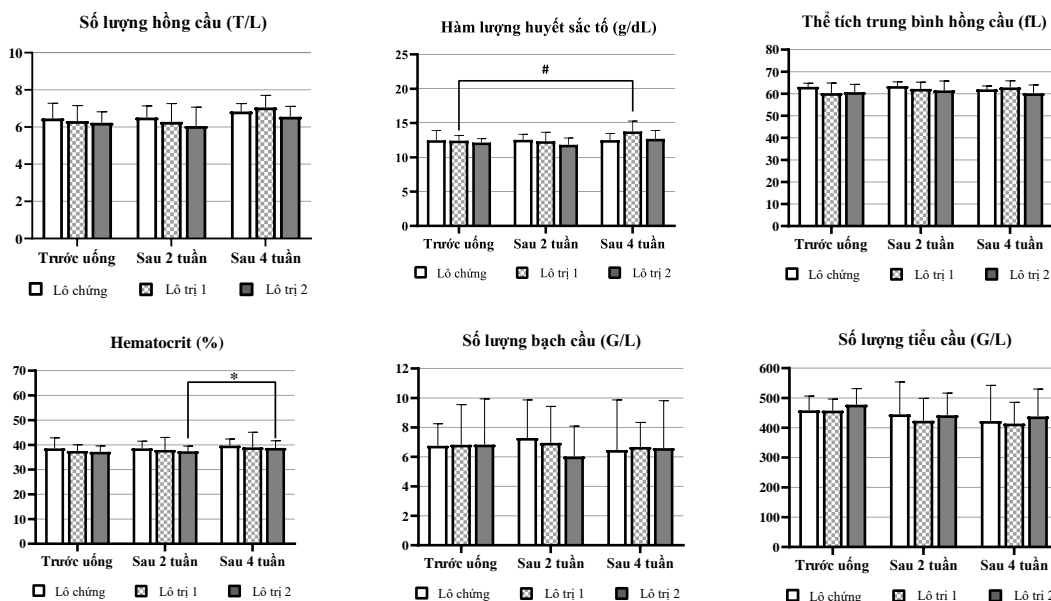 Số lượng hồng cầu (T/L)
10
8
6
4
2
0
Trước uống Sau 2 tuần Sau 4 tuần
Lô chứng Lô trị 1 Lô trị 2
Hàm lượng huyết sắc tố (g/dL)
25
20
15
10
5
0
#
Trước uống Sau 2 tuần Sau 4 tuần
Lô chứng Lô trị 1 Lô trị 2
Thể tích trung bình hồng cầu (fL)
80
70
60
50
40
30
20
10
0
Trước uống Sau 2 tuần Sau 4 tuần
Lô chứng Lô trị 1 Lô trị 2
Hematocrit (%)
70
60
50
40
30
20
10
0
*
Trước uống Sau 2 tuần Sau 4 tuần
Lô chứng Lô trị 1 Lô trị 2
Số lượng bạch cầu (G/L)
12
10
8
6
4
2
0
Trước uống Sau 2 tuần Sau 4 tuần
Lô chứng Lô trị 1 Lô trị 2
Số lượng tiểu cầu (G/L)
600
500
400
300
200
100
0
Trước uống Sau 2 tuần Sau 4 tuần
Lô chứng Lô trị 1 Lô trị 2